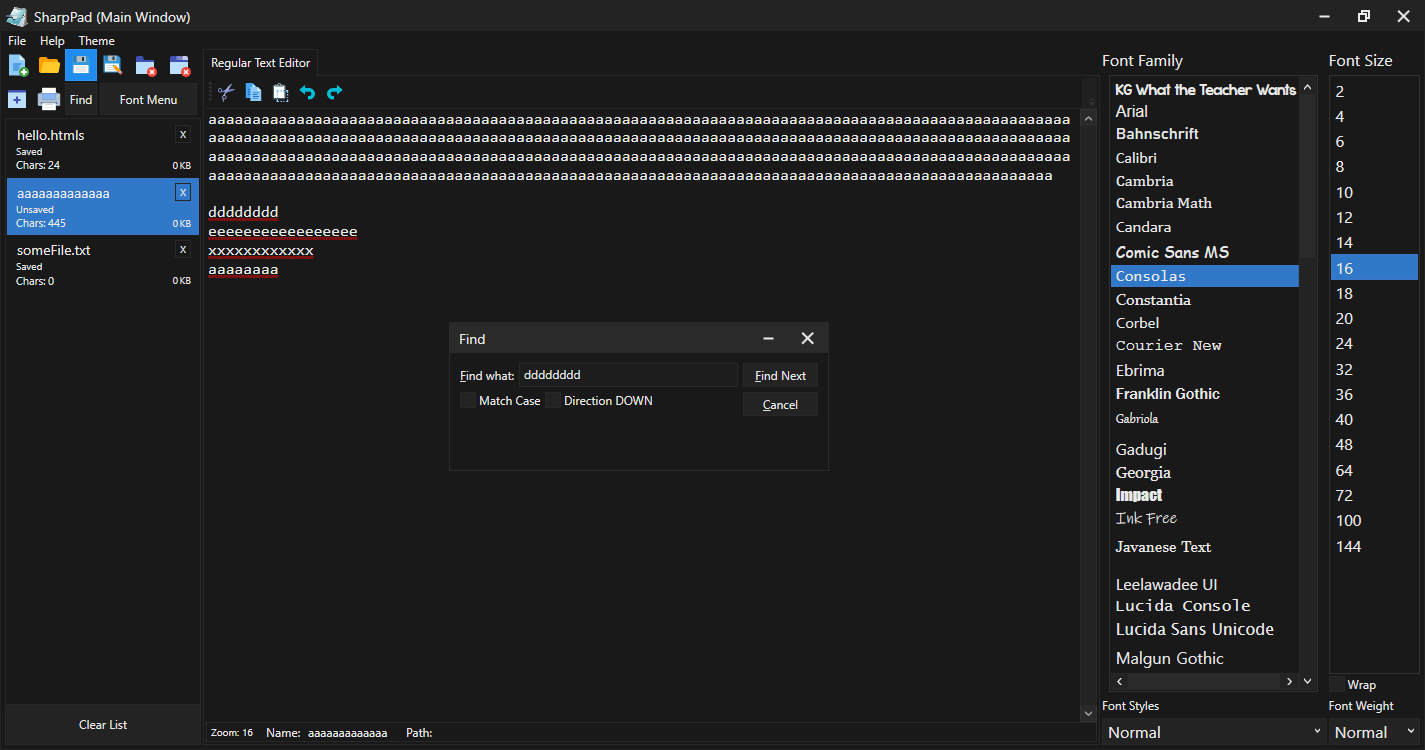 SharpPad (Main Window)
File Help Theme
Find
Font Menu
hello.htmls X
Saved
Chars: 24 0 KB
aaaaaaaaaaaaa X
Unsaved
Chars: 445 0 KB
someFile.txt X
Saved
Chars: 0 0 KB
Clear List
Regular Text Editor
aaaaaaaaaaaaaaaaaaaaaaaaaaaaaaaaaaaaaaaaaaaaaaaaaaaaaaaaaaaaaaaaaaaaaaaaaaaaaaaaaaaaaaaaaaaaaaaaaa
aaaaaaaaaaaaaaaaaaaaaaaaaaaaaaaaaaaaaaaaaaaaaaaaaaaaaaaaaaaaaaaaaaaaaaaaaaaaaaaaaaaaaaaaaaaaaaaaaa
aaaaaaaaaaaaaaaaaaaaaaaaaaaaaaaaaaaaaaaaaaaaaaaaaaaaaaaaaaaaaaaaaaaaaaaaaaaaaaaaaaaaaaaaaaaaaaaaaa
aaaaaaaaaaaaaaaaaaaaaaaaaaaaaaaaaaaaaaaaaaaaaaaaaaaaaaaaaaaaaaaaaaaaaaaaaaaaaaaaaaaaaaaaaaaaaaaa
dddddddd
eeeeeeeeeeeeeeeee
xxxxxxxxxxxx
aaaaaaaa
Find
Find what: dddddddd Find Next
Match Case Direction DOWN
Cancel
Zoom: 16 Name: aaaaaaaaaaaaa Path:
Font Family
KG What the Teacher Wants
Arial
Bahnschrift
Calibri
Cambria
Cambria Math
Candara
Comic Sans MS
Consolas
Constantia
Corbel
Courier New
Ebrima
Franklin Gothic
Gabriola
Gadugi
Georgia
Impact
Ink Free
Javanese Text
Leelawadee UI
Lucida Console
Lucida Sans Unicode
Malgun Gothic
Font Styles
Normal
Font Size
2
4
6
8
10
12
14
16
18
20
24
32
36
40
48
64
72
100
144
Wrap
Font Weight
Normal